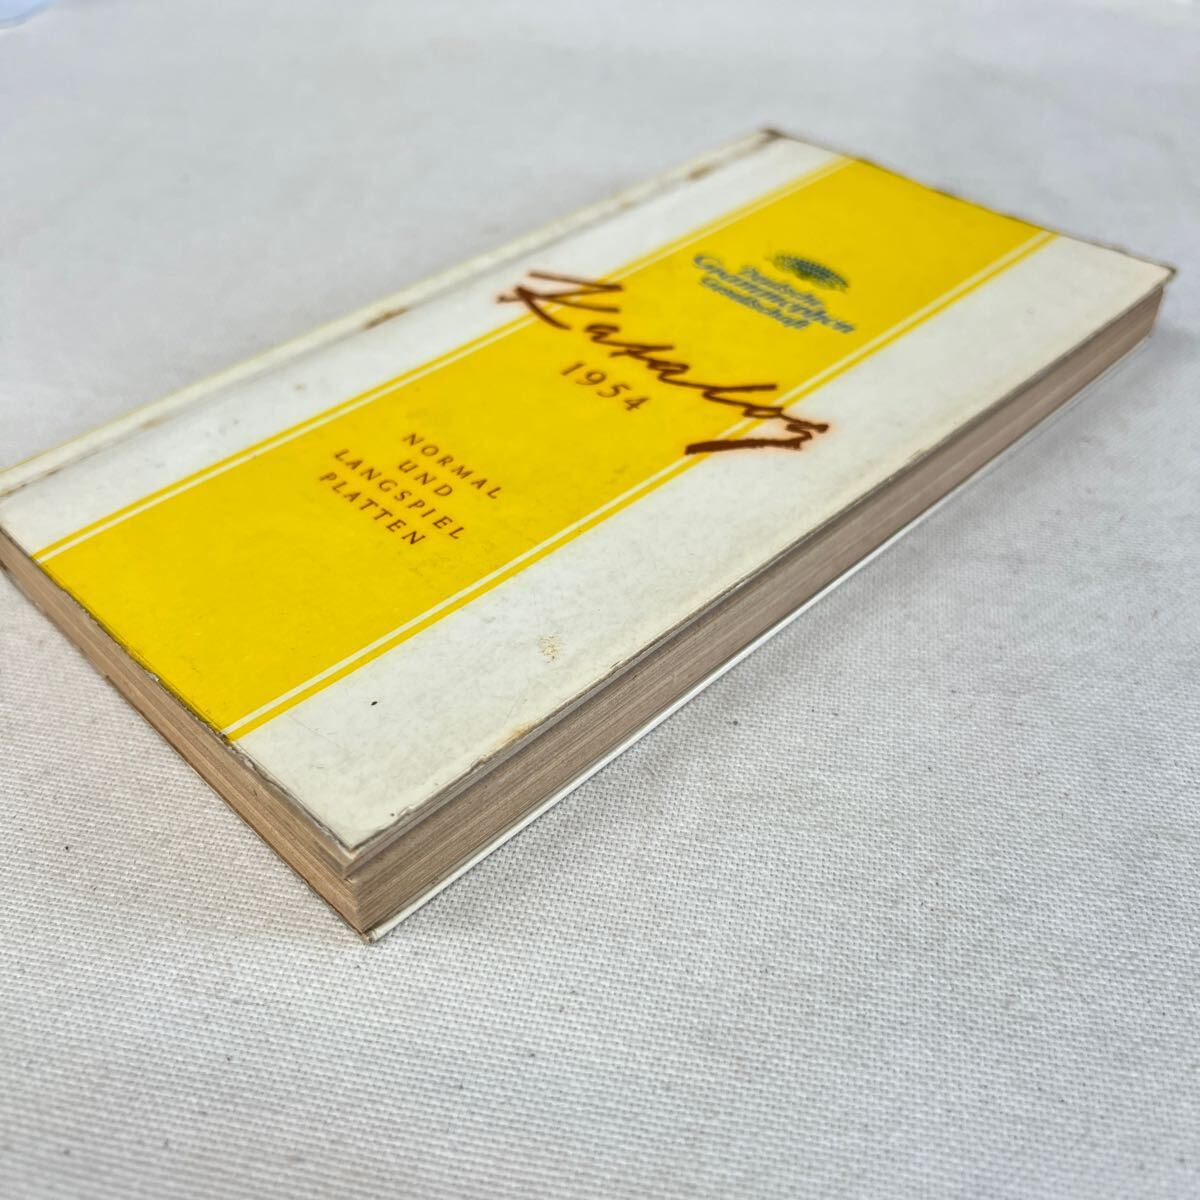 Deutsche
Grammophon
Gesellschaft
Katalog
1954
NORMAL
UND
LANGSPIEL
PLATTEN